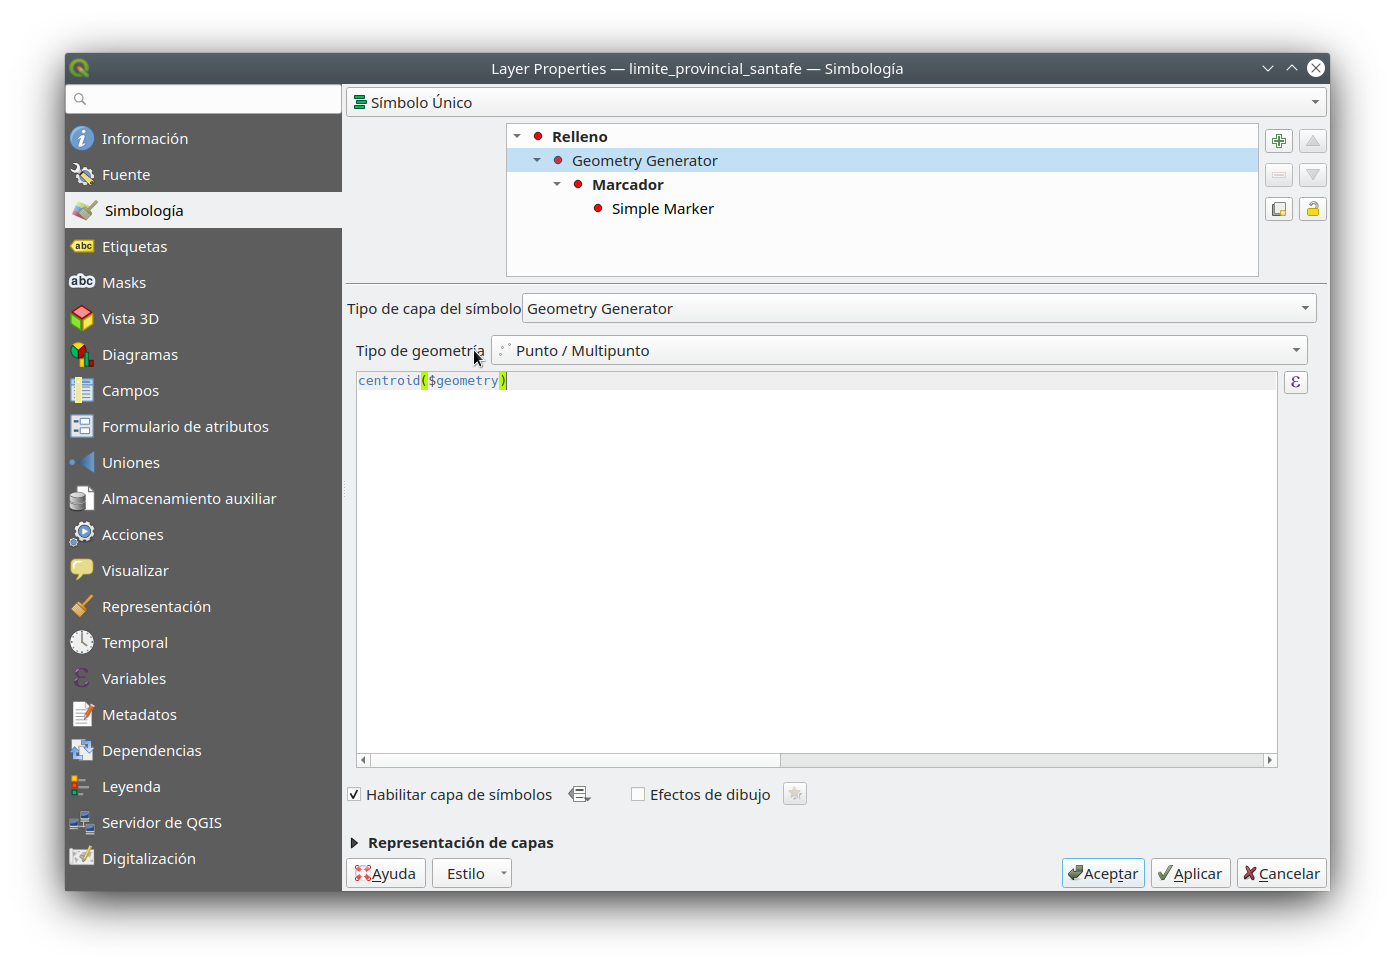 Layer Properties — limite_provincial_santafe — Simbología
Símbolo Único
Información
Fuente
Simbología
Etiquetas
abc
Masks
abc
Vista 3D
Diagramas
Campos
Formulario de atributos
Uniones
Almacenamiento auxiliar
Acciones
Visualizar
Representación
Temporal
Variables
Metadatos
Dependencias
Leyenda
Servidor de QGIS
Digitalización
Relleno
Geometry Generator
Marcador
Simple Marker
Tipo de capa del símbolo Geometry Generator
Tipo de geometría Punto / Multipunto
centroid($geometry)
ε
Habilitar capa de símbolos Efectos de dibujo
Representación de capas
Ayuda Estilo Aceptar Aplicar Cancelar